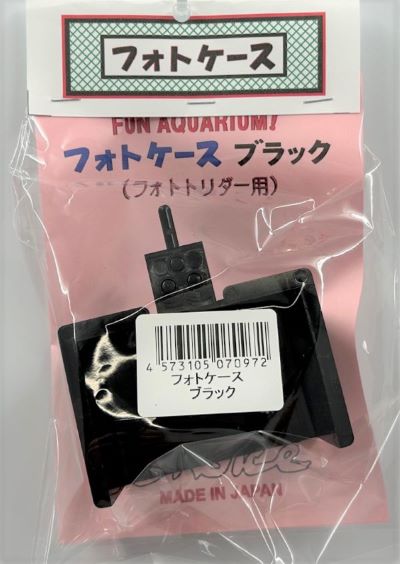 フォトケース
FUN AQUARIUM!
フォトケース ブラック
(フォトトリダー用)
4 573105 070972
フォトケース
ブラック
MADE IN JAPAN